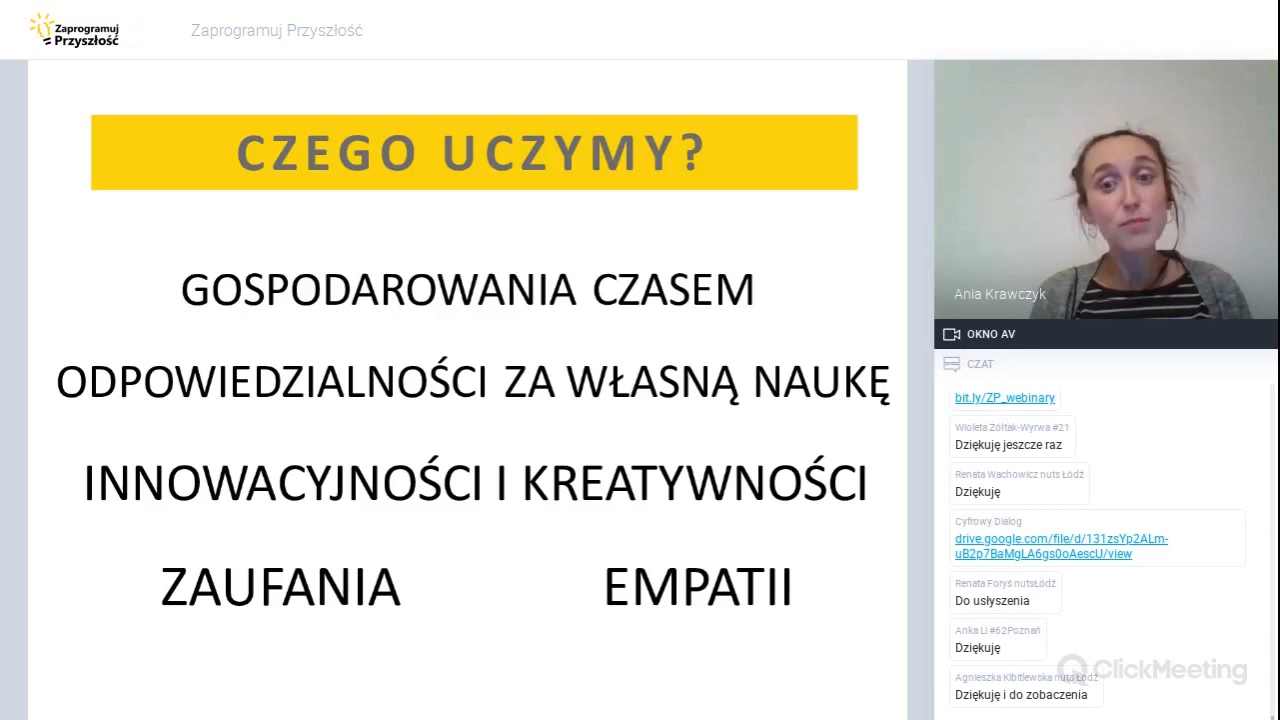 Zaprogramuj
Przyszłość
Zaprogramuj Przyszłość
CZEGO UCZYMY?
GOSPODAROWANIA CZASEM
ODPOWIEDZIALNOŚCI ZA WŁASNĄ NAUKĘ
INNOWACYJNOŚCI I KREATYWNOŚCI
ZAUFANIA EMPATII
Ania Krawczyk
OKNO AV
CZAT
bit.ly/ZP_webinary
Wioleta Żółtak-Wyrwa #21
Dziękuję jeszcze raz
Renata Wachowicz nuts Łódź
Dziękuję
Cyfrowy Dialog
drive.google.com/file/d/131zsYp2ALm-
uB2p7BaMgLA6gs0oAescU/view
Renata Foryś nutsŁódź
Do usłyszenia
Anka Li #62Poznań
Dziękuję
ClickMeeting
Agnieszka Kibitlewska nuts Łódź
Dziękuję i do zobaczenia